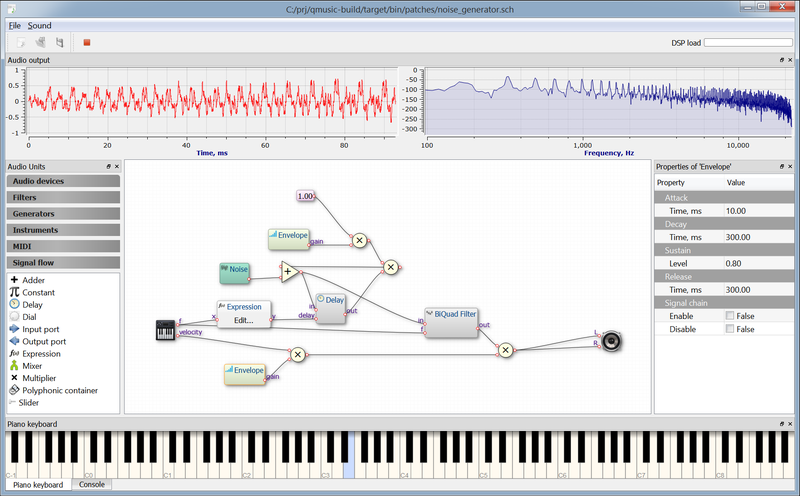 C:/prj/qmusic-build/target/bin/patches/noise_generator.sch
File Sound
DSP load
Audio output
1
0.5
0
-0.5
-1
0 20 40 60 80
Time, ms
0
-100
-200
-300
100 1,000 10,000
Frequency, Hz
Audio Units
Audio devices
Filters
Generators
Instruments
MIDI
Signal flow
Adder
Constant
Delay
Dial
Input port
Output port
Expression
Mixer
Multiplier
Polyphonic container
Slider
1.00
Envelope
gain
Noise
Delay
in
delay
out
Expression
Edit...
x
y
f
velocity
BiQuad Filter
in
f
out
Envelope
gain
L
R
Properties of 'Envelope'
Property Value
Attack
Time, ms 10.00
Decay
Time, ms 300.00
Sustain
Level 0.80
Release
Time, ms 300.00
Signal chain
Enable False
Disable False
Piano keyboard
C-1 C0 C1 C2 C3 C4 C5 C6 C7 C8
Piano keyboard Console